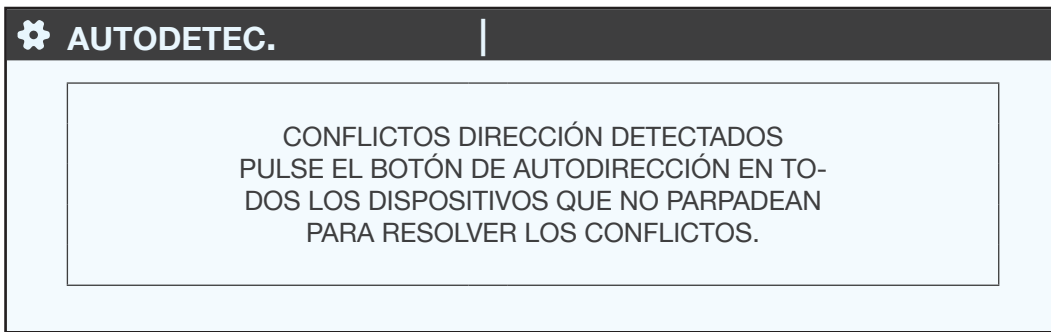 AUTODETEC.
CONFLICTOS DIRECCIÓN DETECTADOS
PULSE EL BOTÓN DE AUTODIRECCIÓN EN TO-
DOS LOS DISPOSITIVOS QUE NO PARPADEAN
PARA RESOLVER LOS CONFLICTOS.